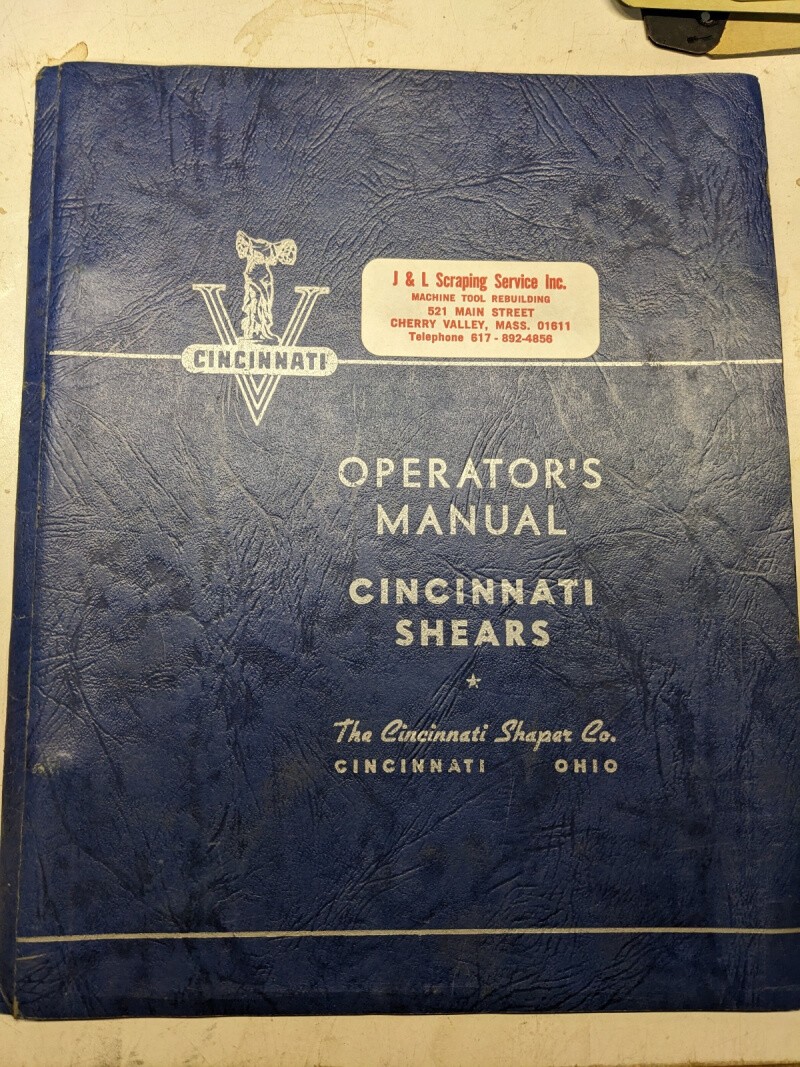 J & L Scraping Service Inc.
MACHINE TOOL REBUILDING
521 MAIN STREET
CHERRY VALLEY, MASS. 01611
Telephone 617-892-4856
V
CINCINNATI
OPERATOR'S
MANUAL
CINCINNATI
SHEARS
The Cincinnati Shaper Co.
CINCINNATI OHIO